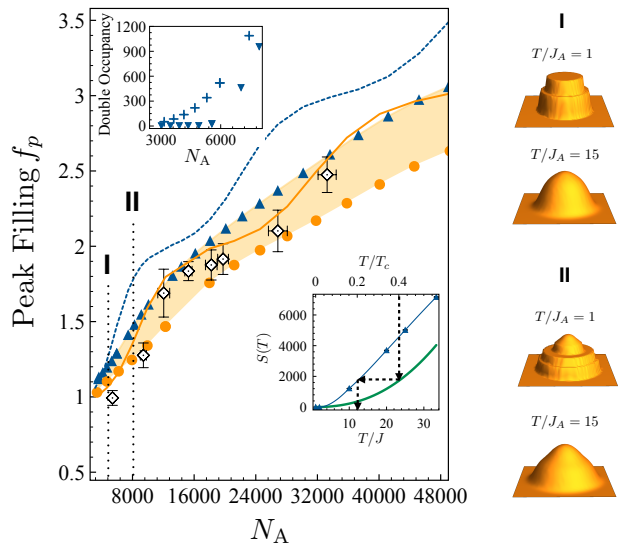 3.5
3
2.5
2
1.5
1
0.5
Peak Filling f_p
8000 16000 24000 32000 40000 48000
N_A
I
II
1200
900
600
300
0
Double Occupancy
3000 6000
N_A
T/T_c
0 0.2 0.4
6000
4000
2000
0
S(T)
10 20 30
T/J
I
T/J_A = 1
T/J_A = 15
II
T/J_A = 1
T/J_A = 15